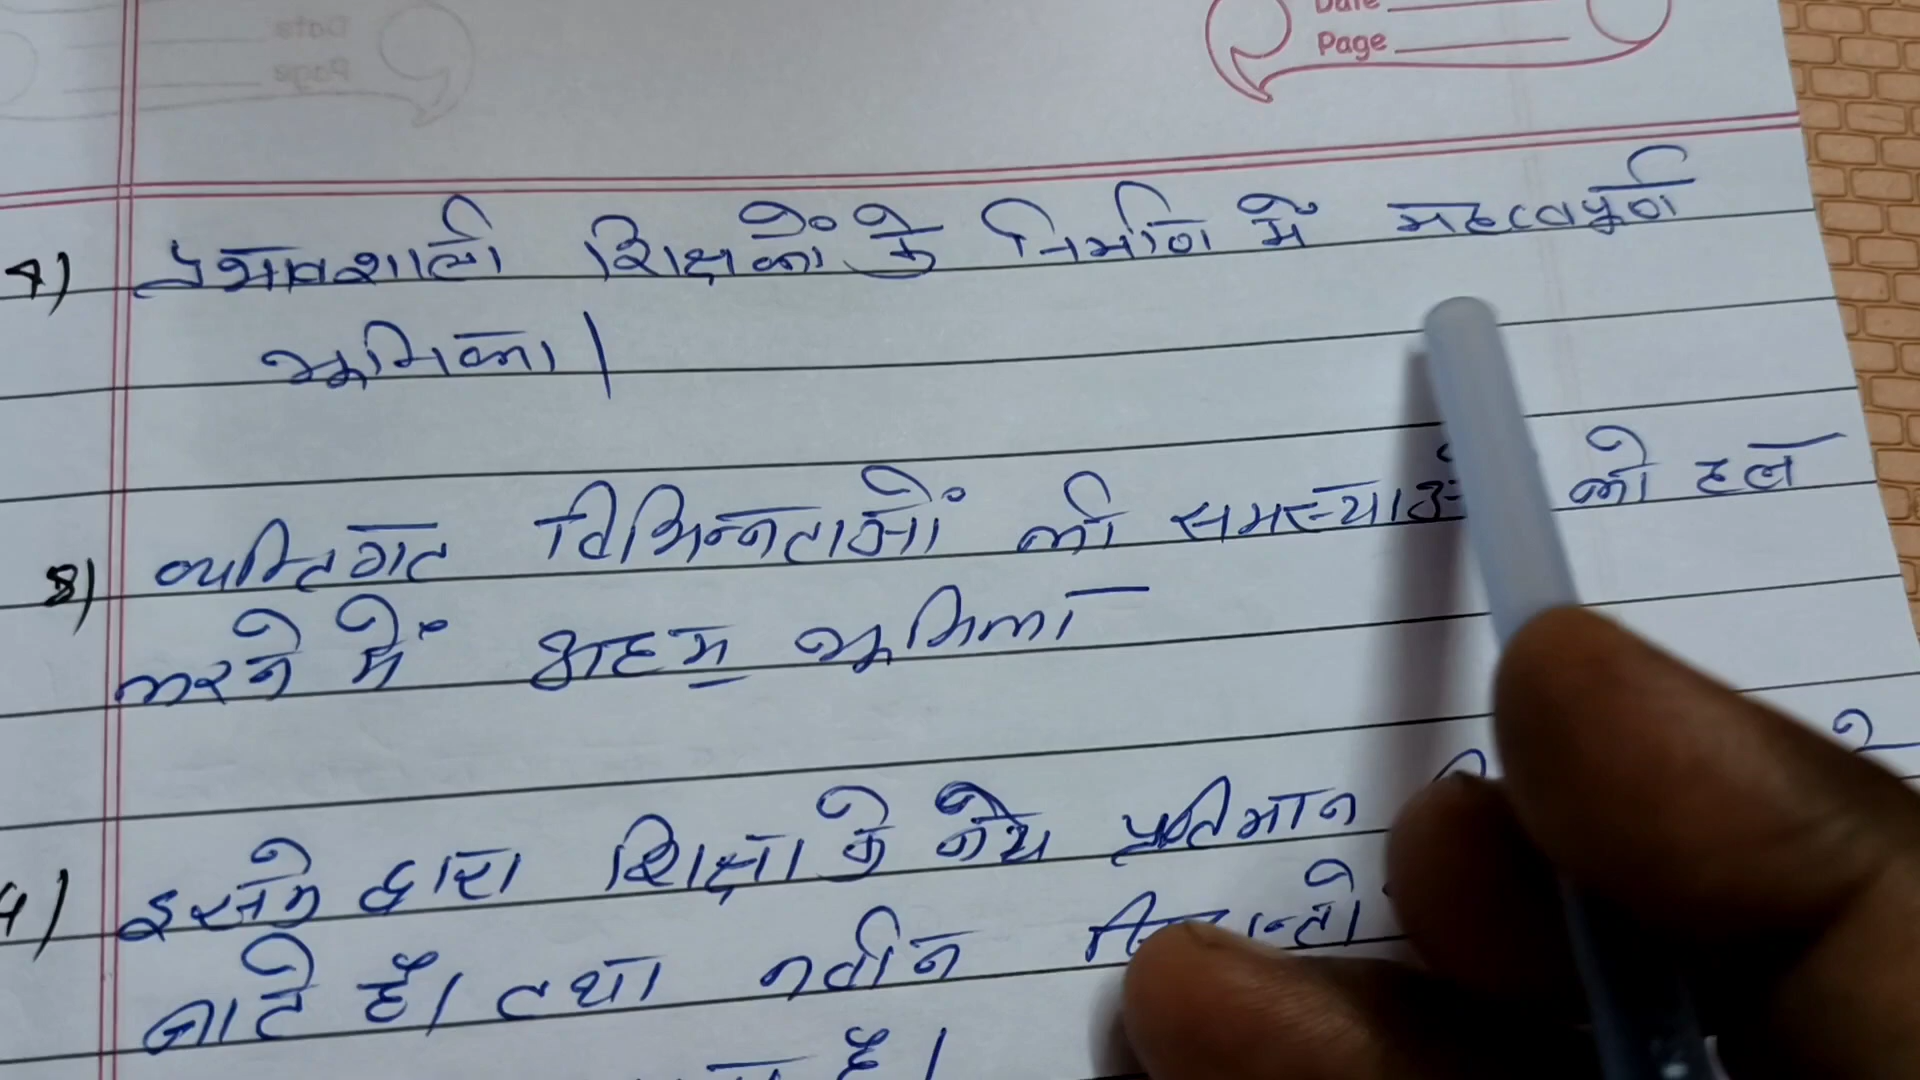 Date
Page
7) प्रभावशाली शिक्षकों के निर्माण में महत्वपूर्ण
भूमिका।
8) व्यक्तिगत विभिन्नताओं की समस्याओं को हल
करने में अहम भूमिका
इसके द्वारा शिक्षा के नये प्रतिमान
जाते है। तथा नवीन
है।